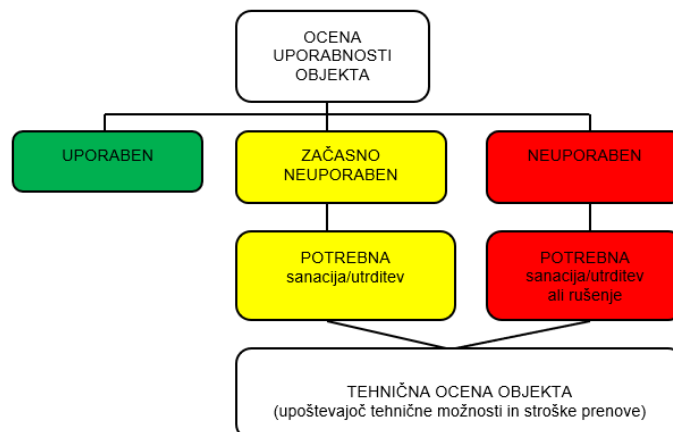 OCENA
UPORABNOSTI
OBJEKTA
UPORABEN
ZAČASNO
NEUPORABEN
NEUPORABEN
POTREBNA
sanacija/utrditev
POTREBNA
sanacija/utrditev
ali rušenje
TEHNIČNA OCENA OBJEKTA
(upoštevajoč tehnične možnosti in stroške prenove)